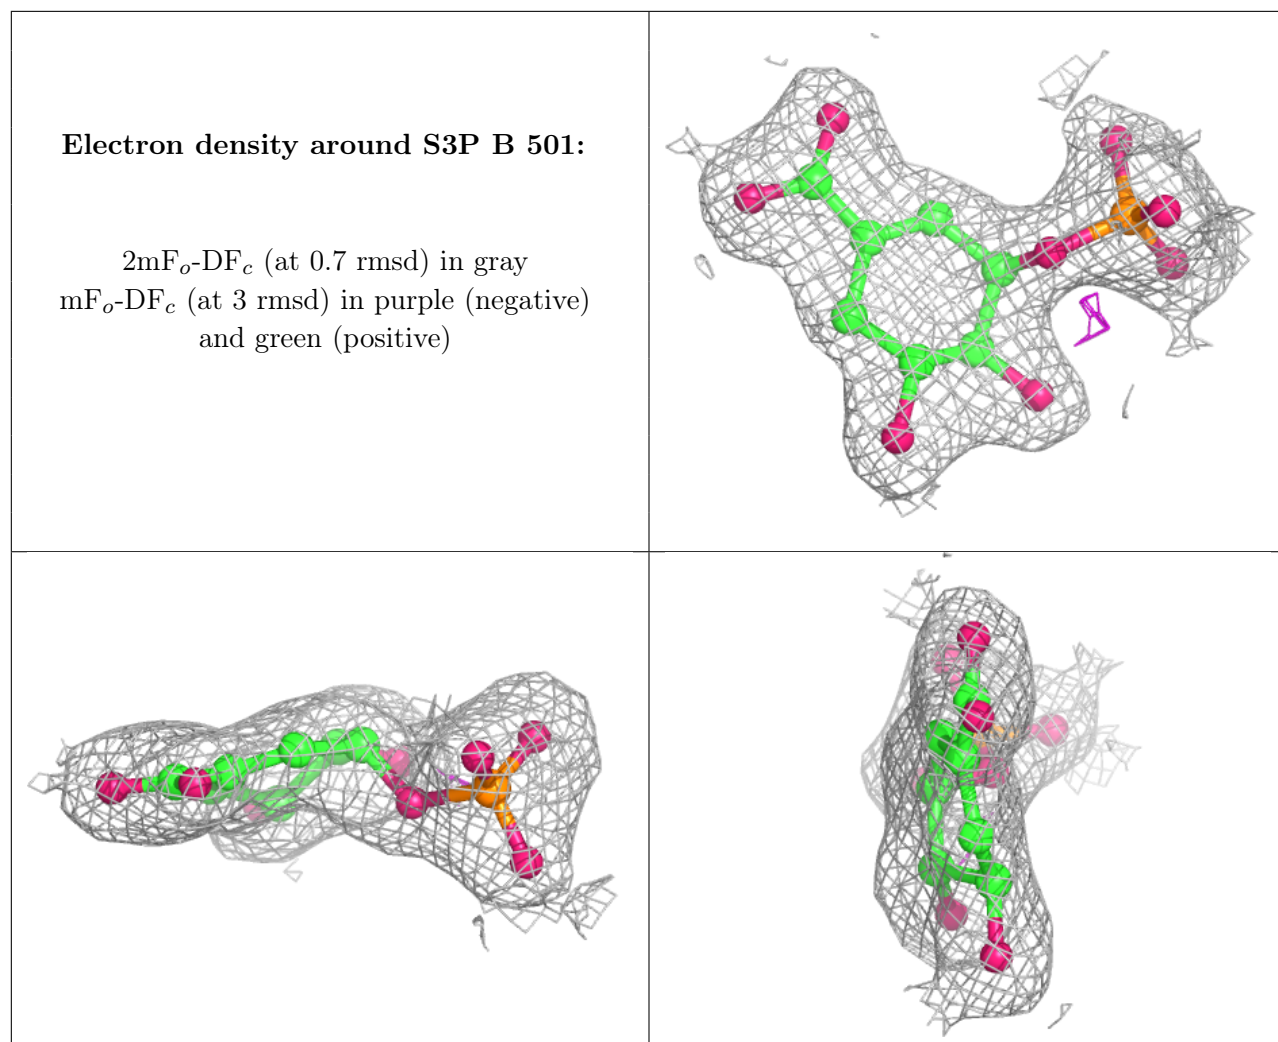 Electron density around S3P B 501:
2mFo-DFc (at 0.7 rmsd) in gray
mFo-DFc (at 3 rmsd) in purple (negative)
and green (positive)